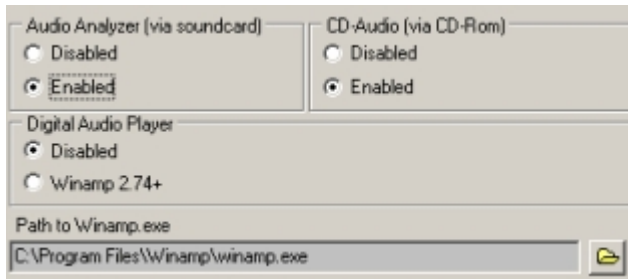 Audio Analyzer (via soundcard)
Disabled
Enabled
CD-Audio (via CD-Rom)
Disabled
Enabled
Digital Audio Player
Disabled
Winamp 2.74+
Path to Winamp.exe
C:\Program Files\Winamp\winamp.exe